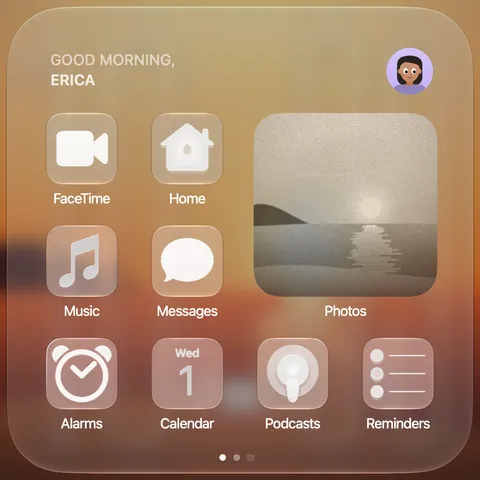 GOOD MORNING,
ERICA
FaceTime
Home
Music
Messages
Photos
Wed
1
Alarms
Calendar
Podcasts
Reminders